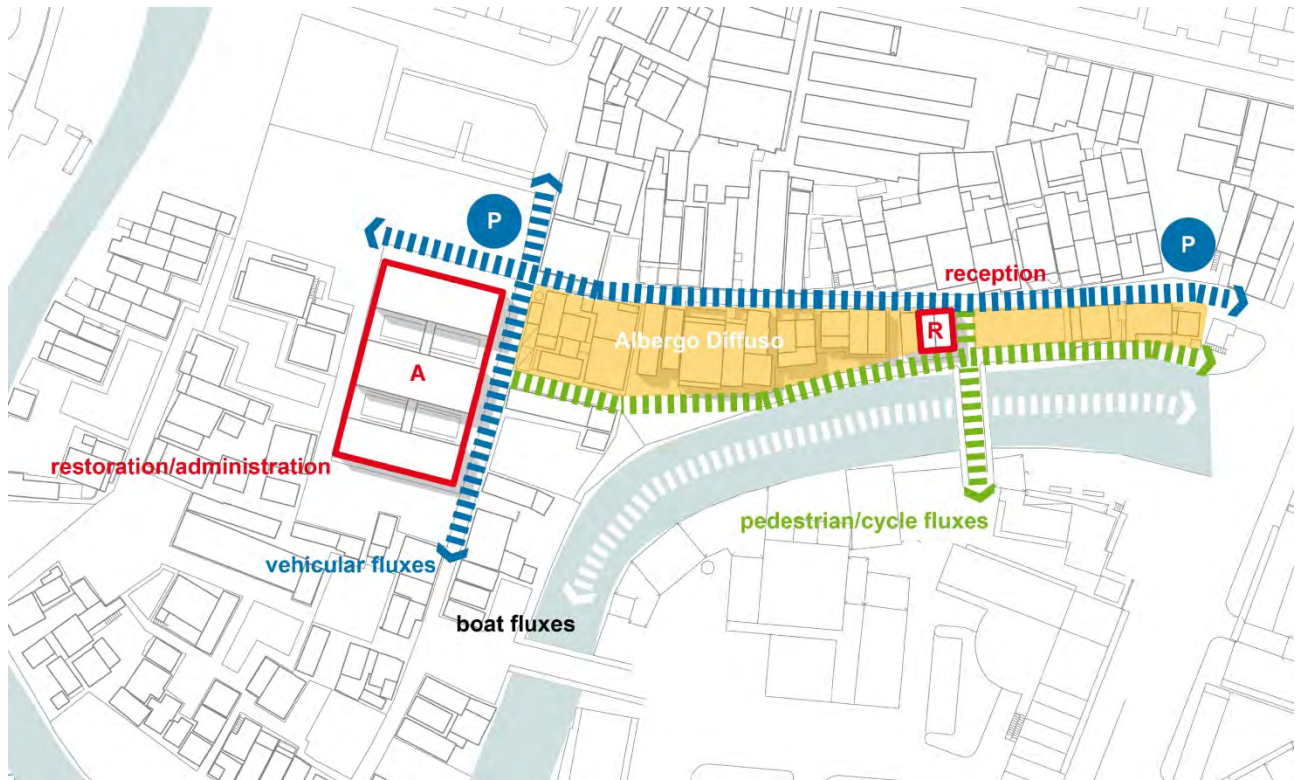 P
P
reception
Albergo Diffuso
R
A
restoration/administration
pedestrian/cycle fluxes
vehicular fluxes
boat fluxes